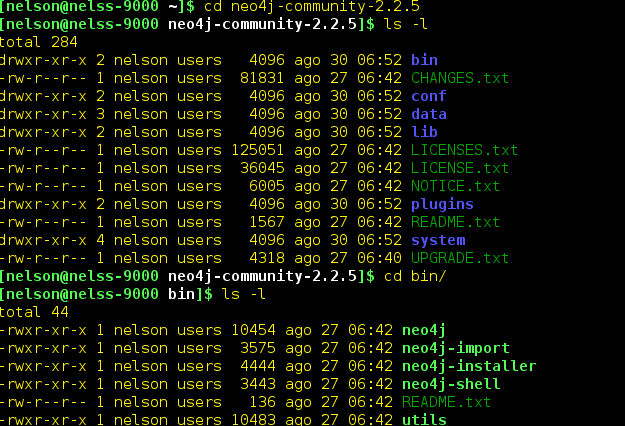 [nelson@nelss-9000 ~]$ cd neo4j-community-2.2.5
[nelson@nelss-9000 neo4j-community-2.2.5]$ ls -l
total 284
drwxr-xr-x 2 nelson users   4096 ago 30 06:52 bin
-rw-r--r-- 1 nelson users  81831 ago 27 06:42 CHANGES.txt
drwxr-xr-x 2 nelson users   4096 ago 30 06:52 conf
drwxr-xr-x 3 nelson users   4096 ago 30 06:52 data
drwxr-xr-x 2 nelson users   4096 ago 30 06:52 lib
-rw-r--r-- 1 nelson users 125051 ago 27 06:42 LICENSES.txt
-rw-r--r-- 1 nelson users  36045 ago 27 06:42 LICENSE.txt
-rw-r--r-- 1 nelson users   6005 ago 27 06:42 NOTICE.txt
drwxr-xr-x 2 nelson users   4096 ago 30 06:52 plugins
-rw-r--r-- 1 nelson users   1567 ago 27 06:42 README.txt
drwxr-xr-x 4 nelson users   4096 ago 30 06:52 system
-rw-r--r-- 1 nelson users   4318 ago 27 06:40 UPGRADE.txt
[nelson@nelss-9000 neo4j-community-2.2.5]$ cd bin/
[nelson@nelss-9000 bin]$ ls -l
total 44
-rwxr-xr-x 1 nelson users 10454 ago 27 06:42 neo4j
-rwxr-xr-x 1 nelson users  3575 ago 27 06:42 neo4j-import
-rwxr-xr-x 1 nelson users  4444 ago 27 06:42 neo4j-installer
-rwxr-xr-x 1 nelson users  3443 ago 27 06:42 neo4j-shell
-rw-r--r-- 1 nelson users   136 ago 27 06:42 README.txt
-rwxr-xr-x 1 nelson users 10483 ago 27 06:42 utils